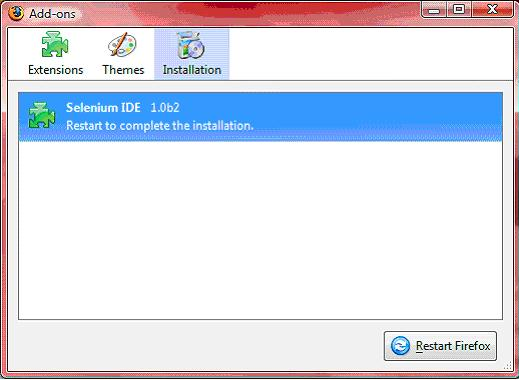 Add-ons
Extensions Themes Installation
Selenium IDE 1.0b2
Restart to complete the installation.
Restart Firefox